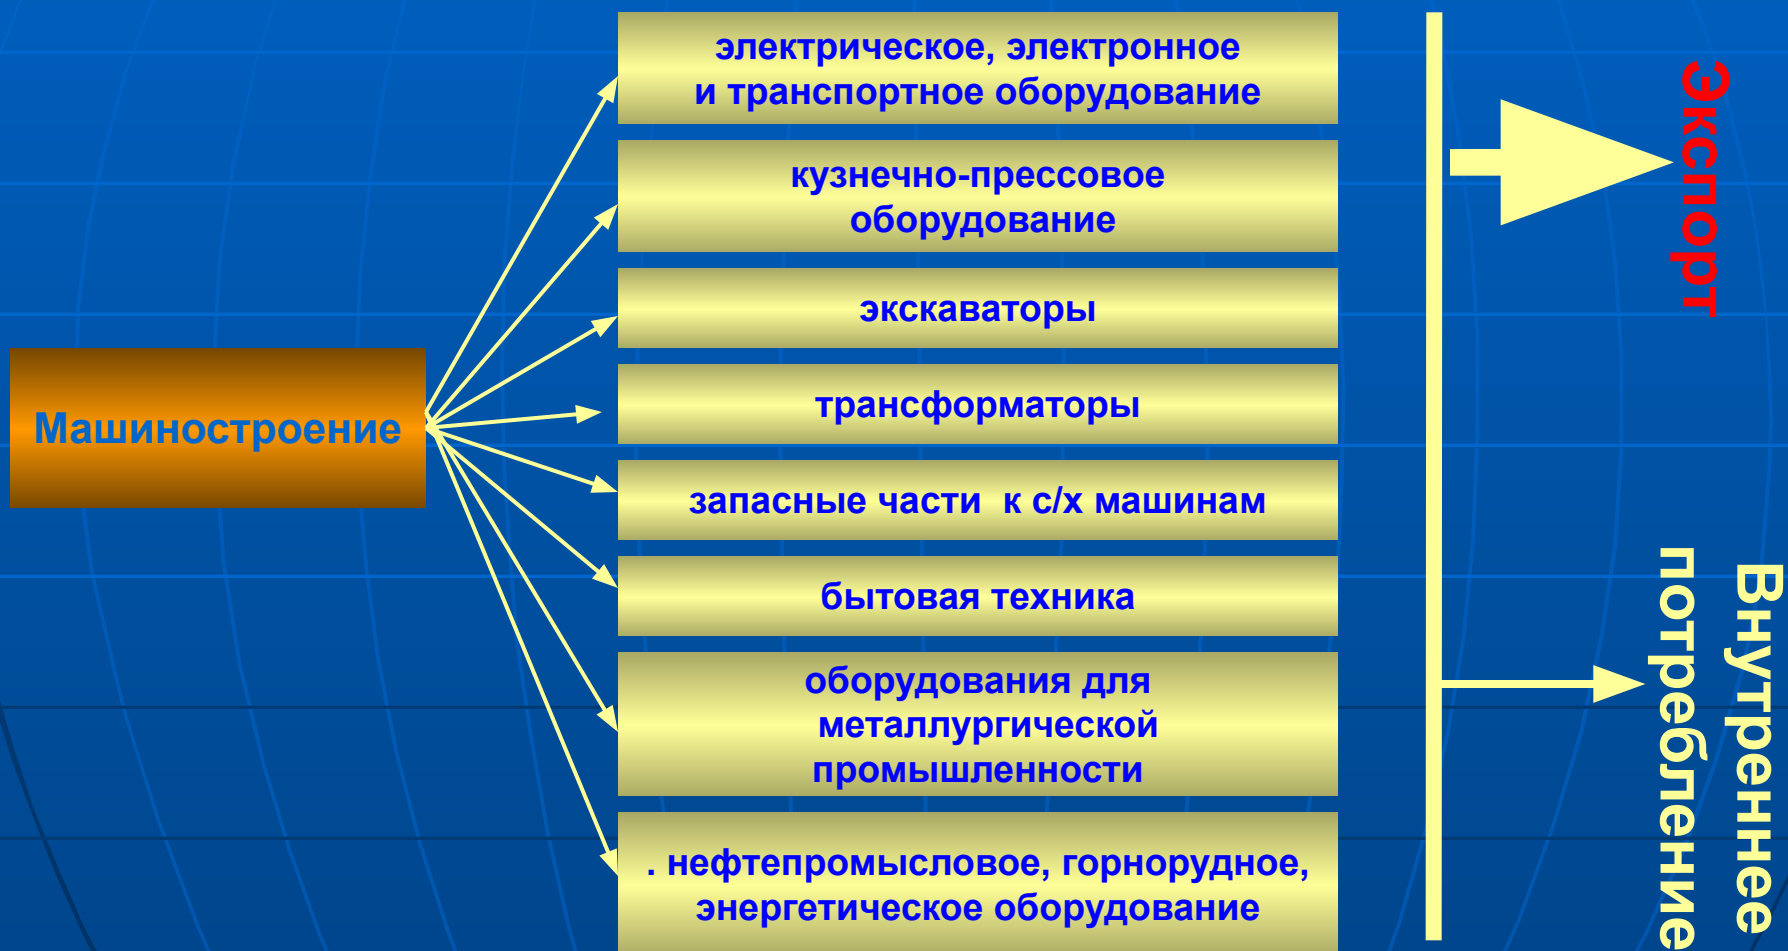 Машиностроение
электрическое, электронное
и транспортное оборудование
кузнечно-прессовое
оборудование
экскаваторы
трансформаторы
запасные части к с/х машинам
бытовая техника
оборудования для
металлургической
промышленности
. нефтепромысловое, горнорудное,
энергетическое оборудование
Экспорт
Внутреннее
потребление